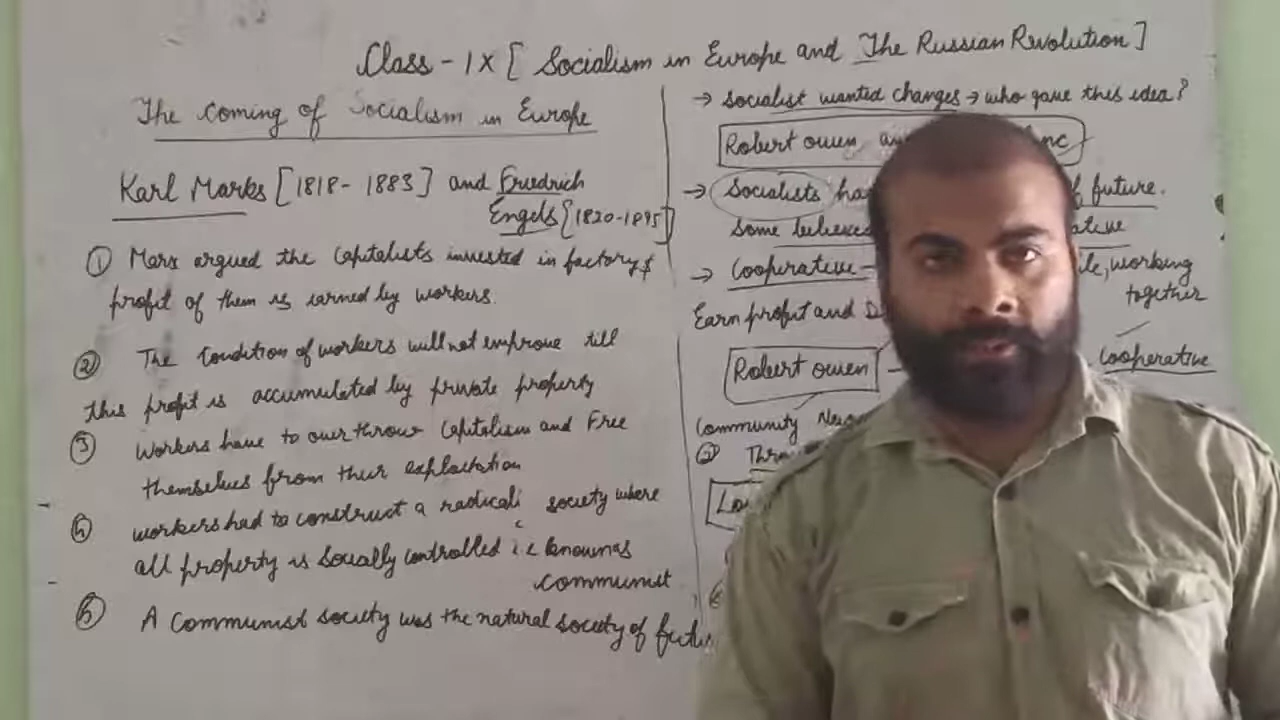 Class - IX [ Socialism in Europe and The Russian Revolution ]
The coming of Socialism in Europe
Karl Marks [1818 - 1883] and Friedrich
Engels [1820-1895]
① Marx argued the capitalists invested in factory &
profit of them is earned by workers.
② The condition of workers will not emprove till
this profit is accumulated by private property
③ Workers have to overthrow Capitalism and Free
themselves from their exploitation
④ workers had to construct a radical society where
all property is socially controlled i.e known as
communist
⑤ A Communist society was the natural society of
→ Socialist wanted changes → who gave this idea?
Robert owen
→ Socialists
future.
Some believed
→ Cooperative -
working
together
Earn profit and
Cooperative
Robert owen
Community